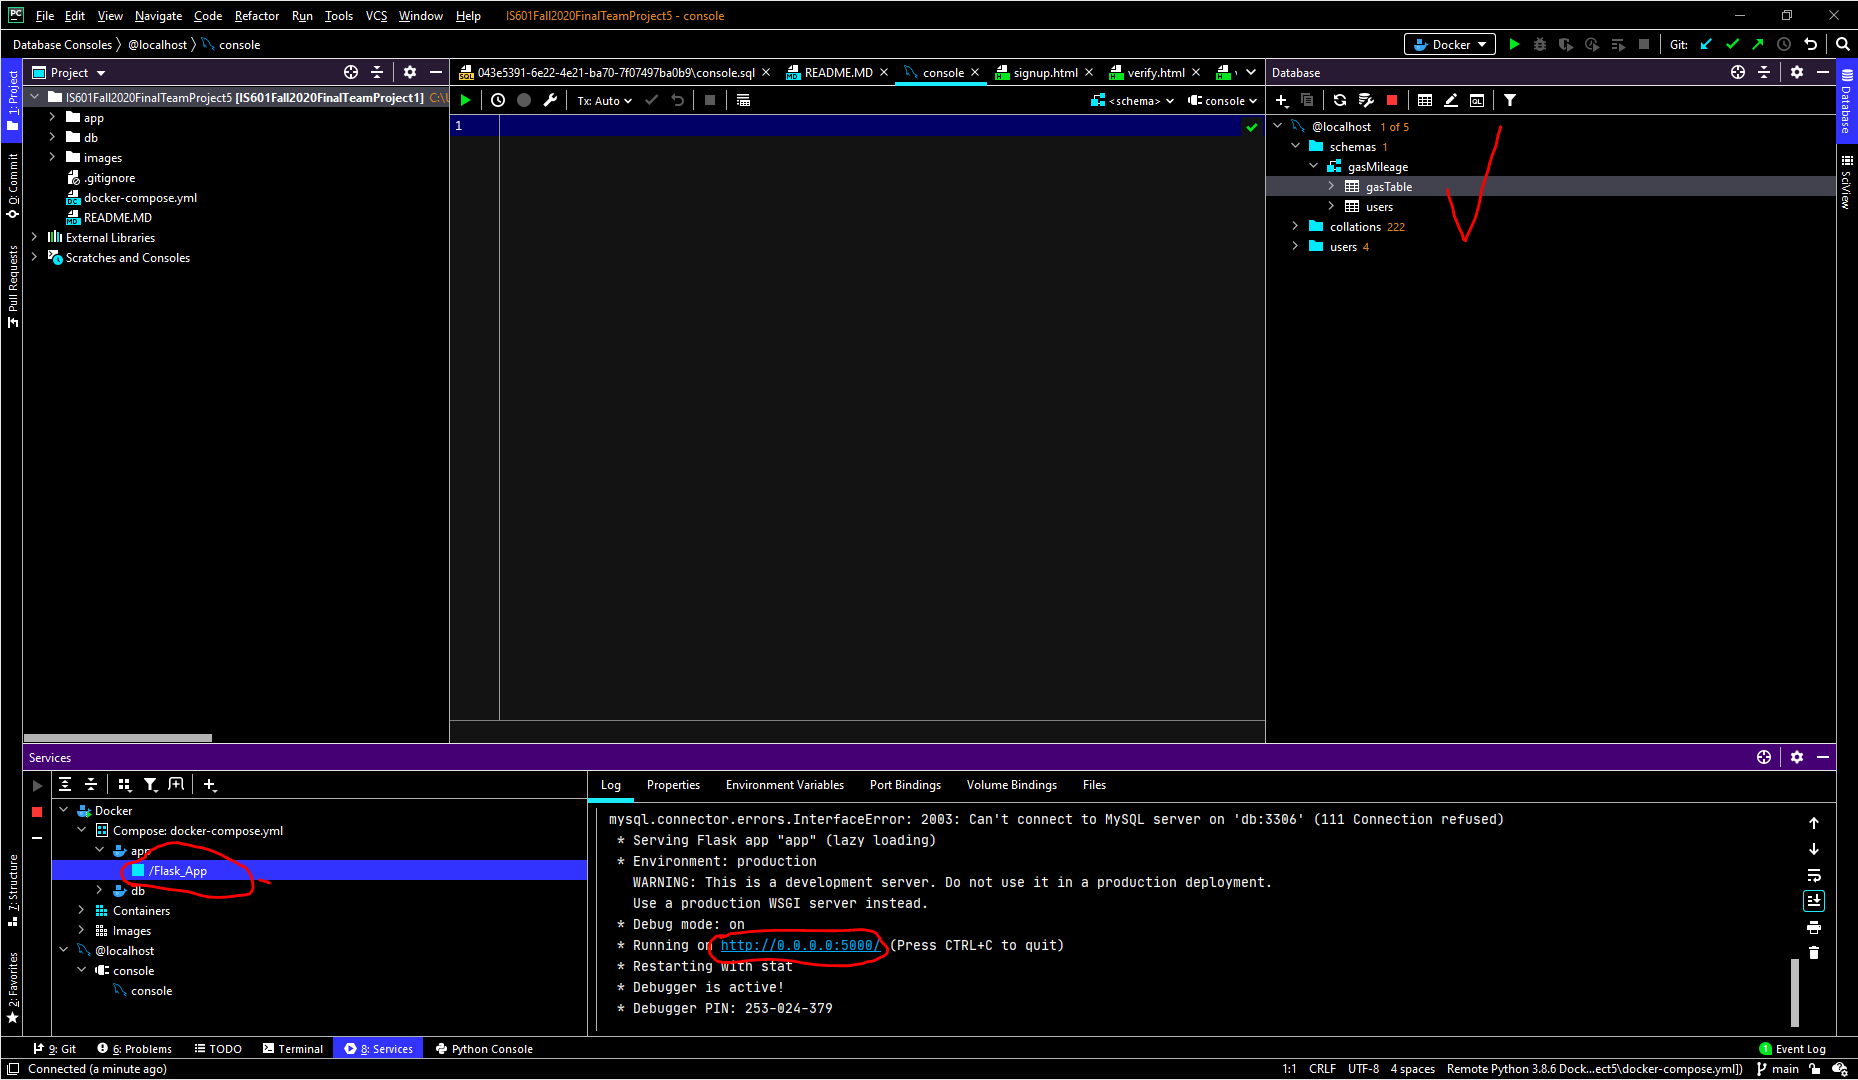 PC File Edit View Navigate Code Refactor Run Tools VCS Window Help IS601Fall2020FinalTeamProject5 - console
Database Consoles @localhost console Docker Git:
1: Project
Project
043e5391-6e22-4e21-ba70-7f07497ba0b9\console.sql README.MD console signup.html verify.html
Database
Database
IS601Fall2020FinalTeamProject5 [IS601Fall2020FinalTeamProject1] C:\
app
db
images
.gitignore
docker-compose.yml
README.MD
External Libraries
Scratches and Consoles
0: Commit
Pull Requests
Tx: Auto <schema> console
1
@localhost 1 of 5
schemas 1
gasMileage
gasTable
users
collations 222
users 4
SciView
Services
Docker
Compose: docker-compose.yml
app
/Flask_App
db
Containers
Images
@localhost
console
console
7: Structure
2: Favorites
Log Properties Environment Variables Port Bindings Volume Bindings Files
mysql.connector.errors.InterfaceError: 2003: Can't connect to MySQL server on 'db:3306' (111 Connection refused)
* Serving Flask app "app" (lazy loading)
* Environment: production
WARNING: This is a development server. Do not use it in a production deployment.
Use a production WSGI server instead.
* Debug mode: on
* Running on http://0.0.0.0:5000/ (Press CTRL+C to quit)
* Restarting with stat
* Debugger is active!
* Debugger PIN: 253-024-379
9: Git 6: Problems TODO Terminal 8: Services Python Console 1 Event Log
Connected (a minute ago) 1:1 CRLF UTF-8 4 spaces Remote Python 3.8.6 Dock...ect5\docker-compose.yml]) main